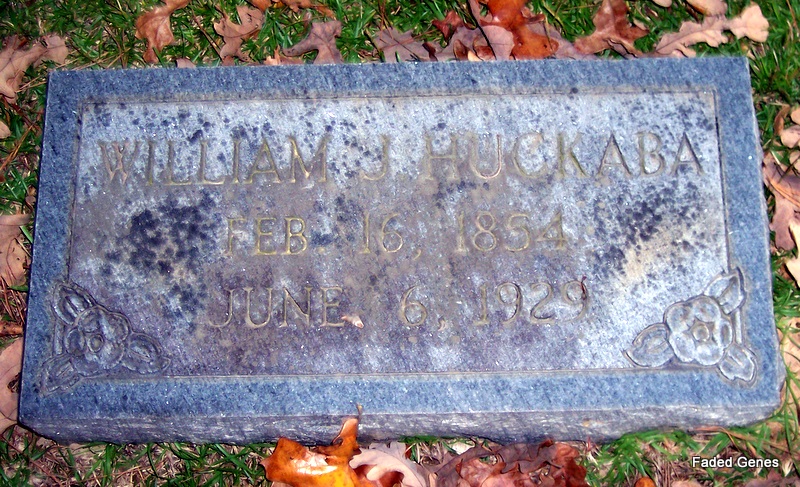 WILLIAM J HUCKABA
FEB. 16, 1854
JUNE 6, 1929
Faded Genes